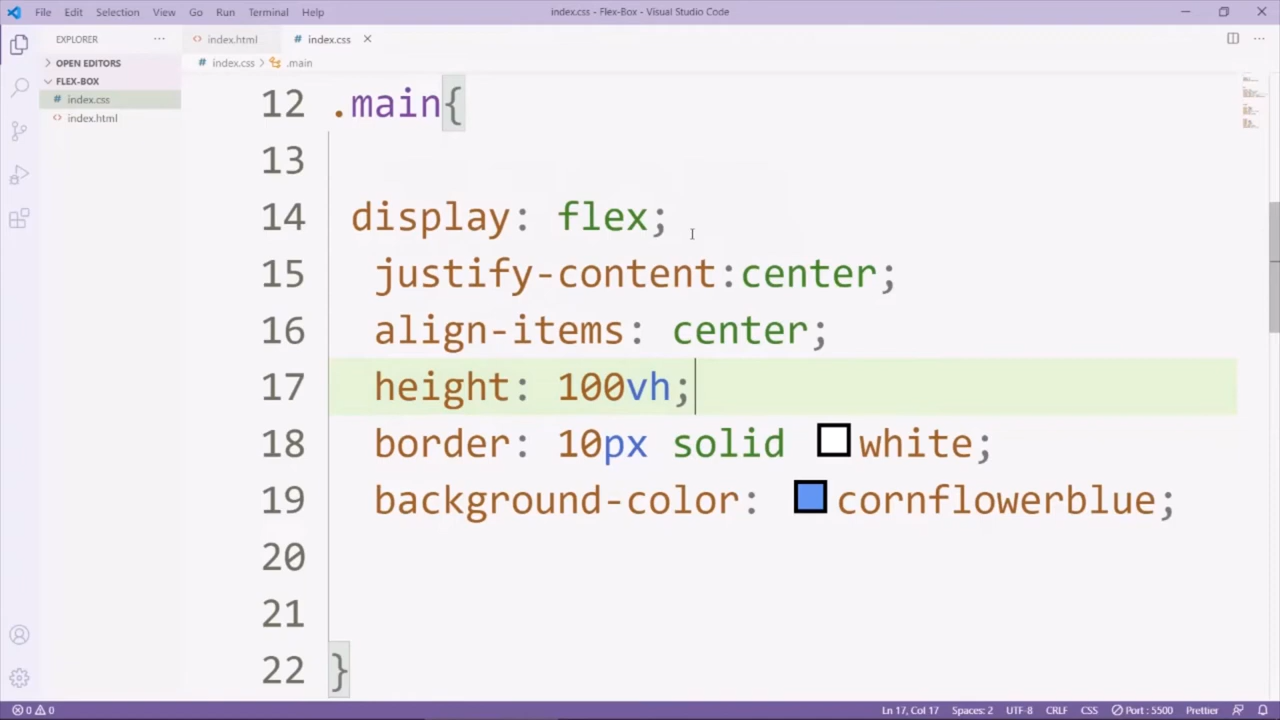 File Edit Selection View Go Run Terminal Help index.css - Flex-Box - Visual Studio Code
EXPLORER ··· <> index.html # index.css ×
OPEN EDITORS # index.css > .main
FLEX-BOX
# index.css
<> index.html
12 .main{
13
14 display: flex;
15 justify-content:center;
16 align-items: center;
17 height: 100vh;
18 border: 10px solid white;
19 background-color: cornflowerblue;
20
21
22 }
0 0 Ln 17, Col 17 Spaces: 2 UTF-8 CRLF CSS Port : 5500 Prettier